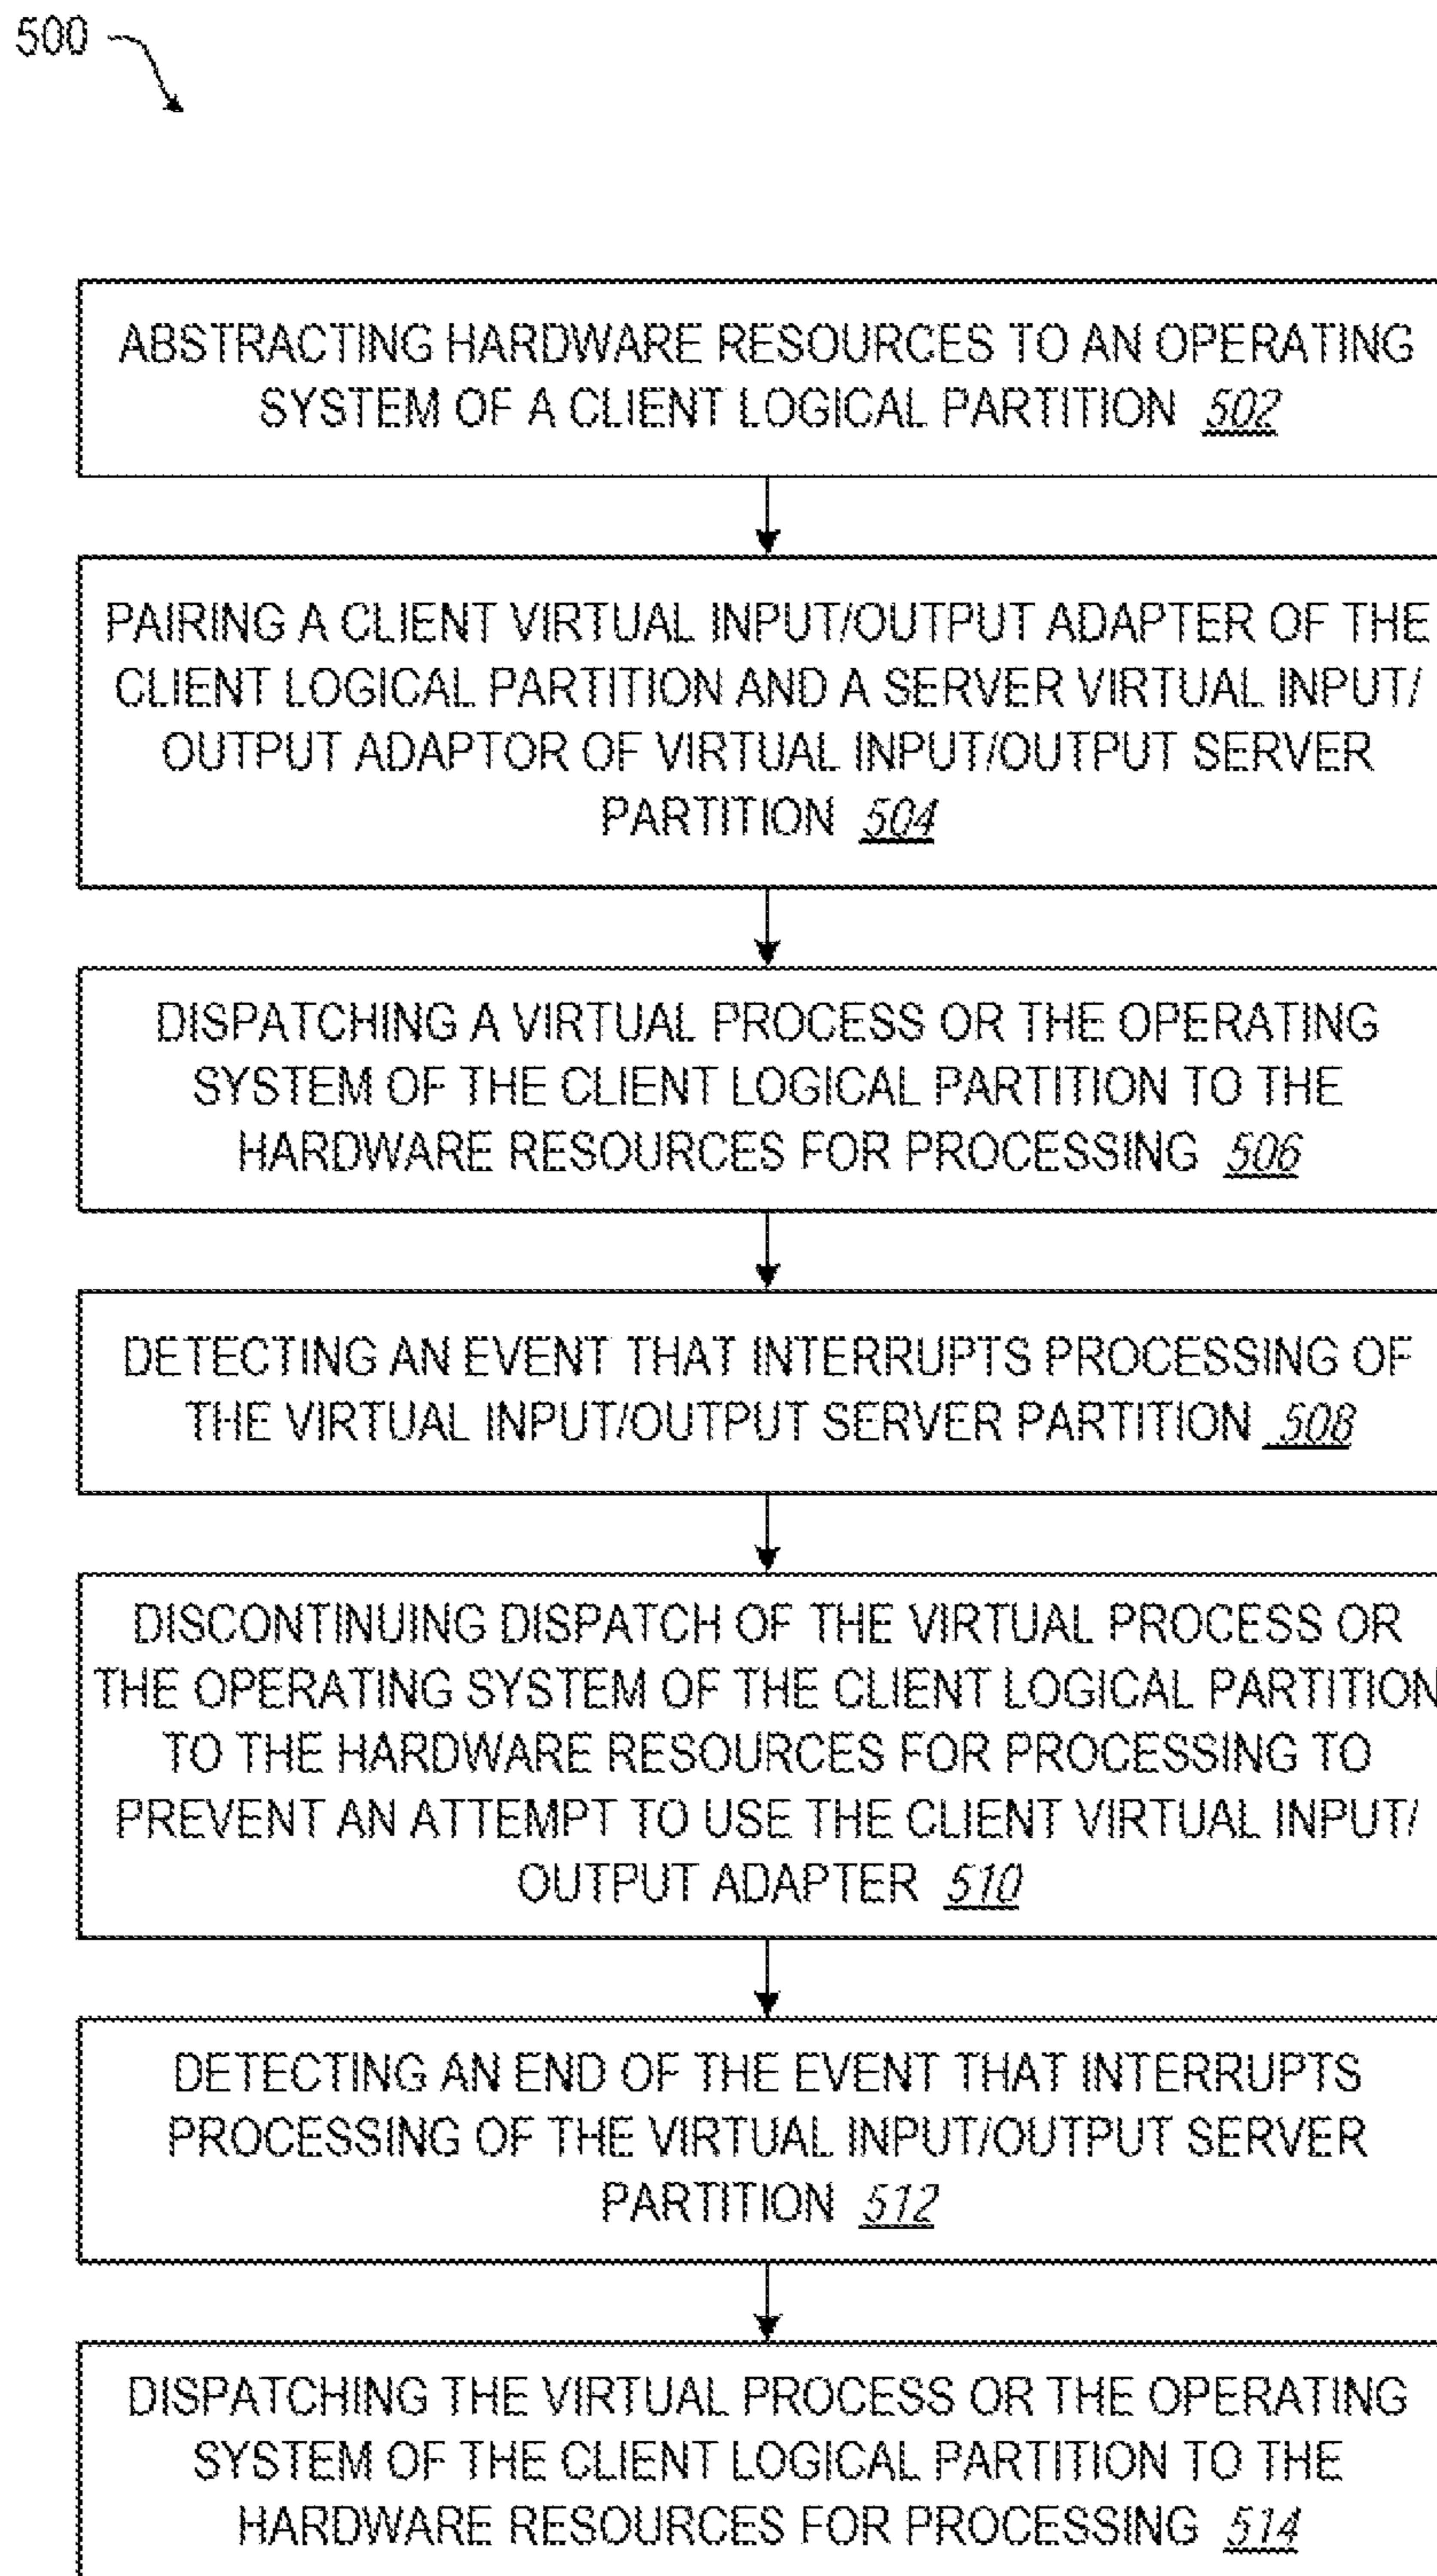 500
ABSTRACTING HARDWARE RESOURCES TO AN OPERATING
SYSTEM OF A CLIENT LOGICAL PARTITION 502
PAIRING A CLIENT VIRTUAL INPUT/OUTPUT ADAPTER OF THE
CLIENT LOGICAL PARTITION AND A SERVER VIRTUAL INPUT/
OUTPUT ADAPTOR OF VIRTUAL INPUT/OUTPUT SERVER
PARTITION 504
DISPATCHING A VIRTUAL PROCESS OR THE OPERATING
SYSTEM OF THE CLIENT LOGICAL PARTITION TO THE
HARDWARE RESOURCES FOR PROCESSING 506
DETECTING AN EVENT THAT INTERRUPTS PROCESSING OF
THE VIRTUAL INPUT/OUTPUT SERVER PARTITION 508
DISCONTINUING DISPATCH OF THE VIRTUAL PROCESS OR
THE OPERATING SYSTEM OF THE CLIENT LOGICAL PARTITION
TO THE HARDWARE RESOURCES FOR PROCESSING TO
PREVENT AN ATTEMPT TO USE THE CLIENT VIRTUAL INPUT/
OUTPUT ADAPTER 510
DETECTING AN END OF THE EVENT THAT INTERRUPTS
PROCESSING OF THE VIRTUAL INPUT/OUTPUT SERVER
PARTITION 512
DISPATCHING THE VIRTUAL PROCESS OR THE OPERATING
SYSTEM OF THE CLIENT LOGICAL PARTITION TO THE
HARDWARE RESOURCES FOR PROCESSING 514